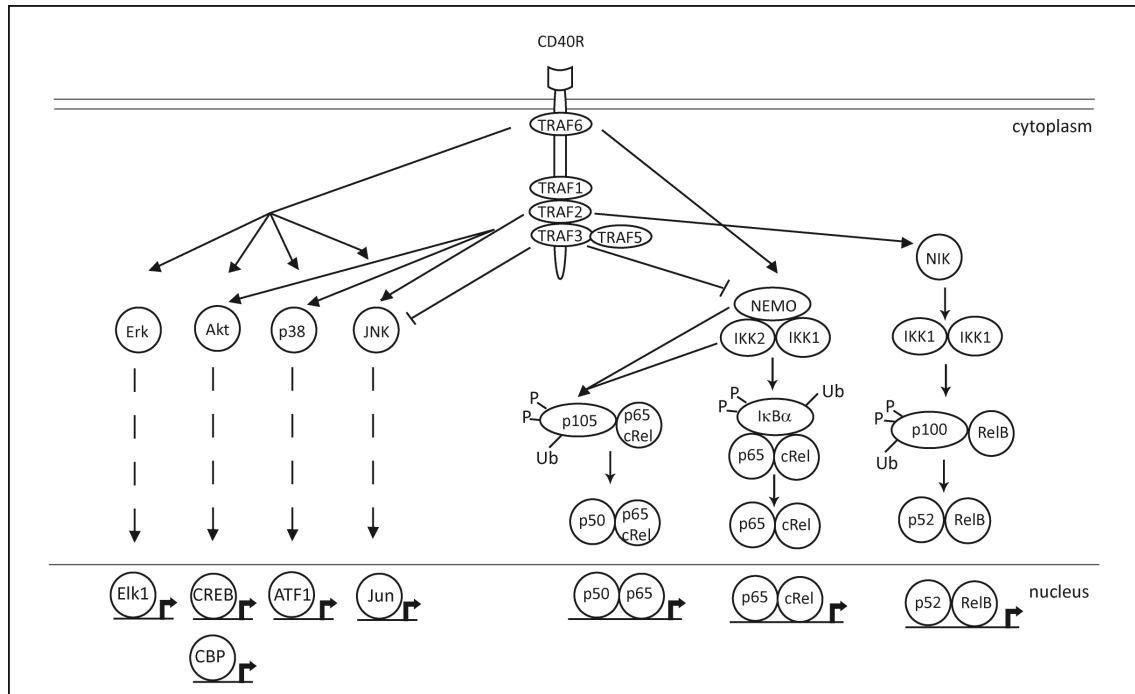 CD40R
cytoplasm
TRAF6
TRAF1
TRAF2
TRAF3
TRAF5
NIK
NEMO
Erk
Akt
p38
JNK
IKK2
IKK1
IKK1
IKK1
P
P
p105
p65
cRel
Ub
P
P
Ub
IκBα
p65
cRel
P
P
p100
RelB
Ub
p50
p65
cRel
p65
cRel
p52
RelB
nucleus
Elk1
CREB
ATF1
Jun
p50
p65
p65
cRel
p52
RelB
CBP